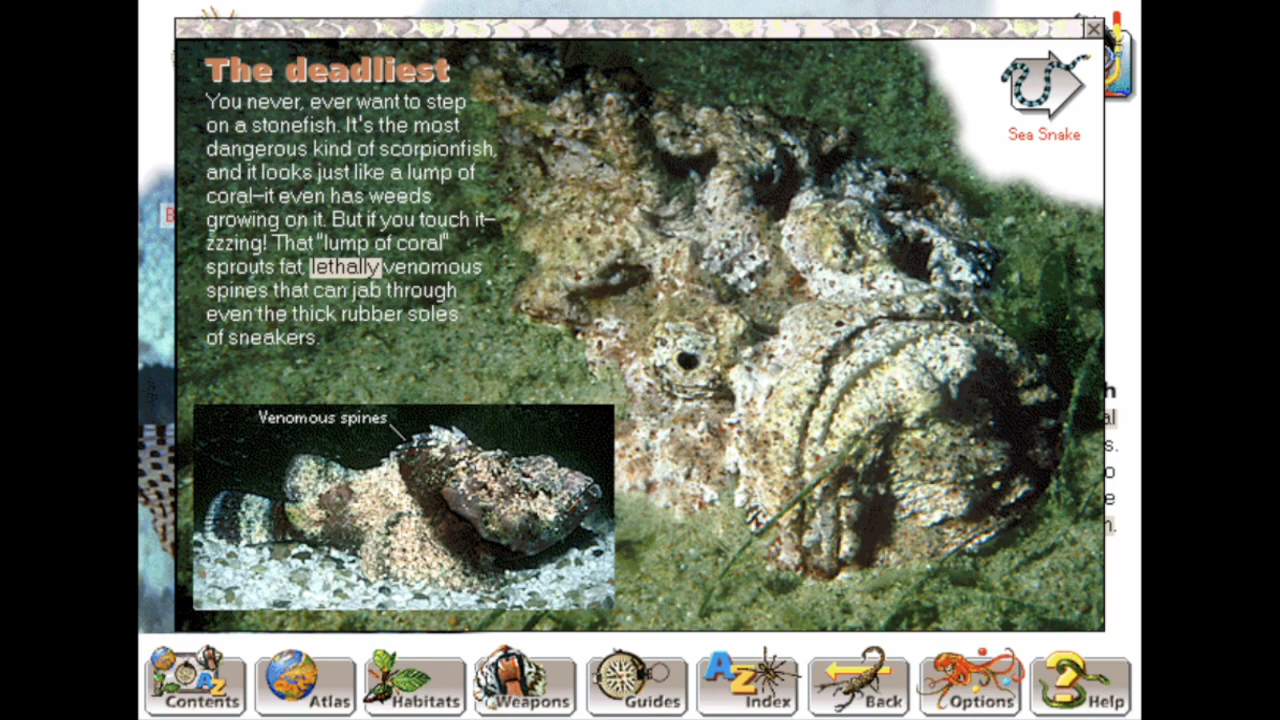 The deadliest
You never, ever want to step
on a stonefish. It's the most
dangerous kind of scorpionfish,
and it looks just like a lump of
coral–it even has weeds
growing on it. But if you touch it–
zzzing! That "lump of coral"
sprouts fat, lethally venomous
spines that can jab through
even the thick rubber soles
of sneakers.
Sea Snake
Venomous spines
Contents
Atlas
Habitats
Weapons
Guides
AZ
Index
Back
Options
?
Help